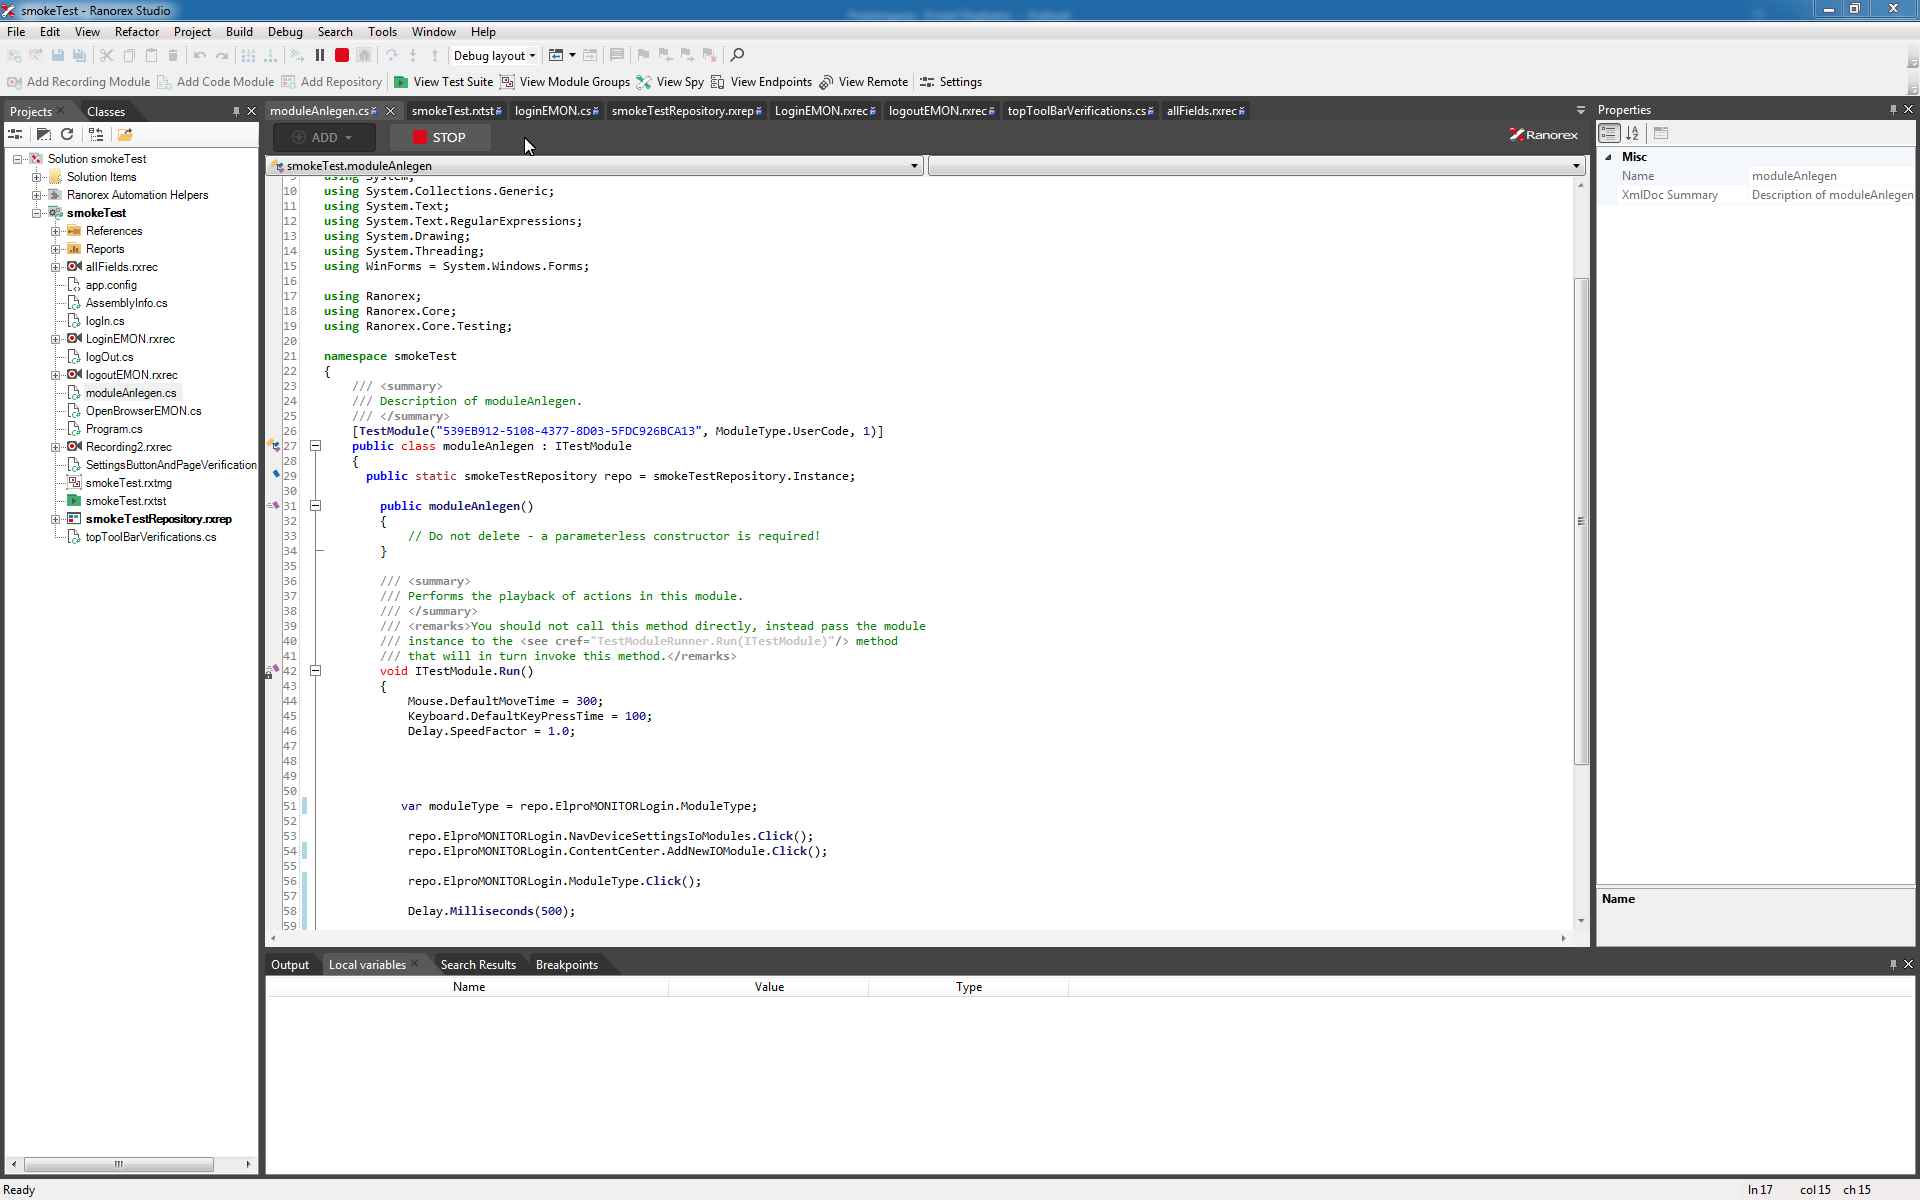 smokeTest - Ranorex Studio
File Edit View Refactor Project Build Debug Search Tools Window Help
Debug layout
Add Recording Module Add Code Module Add Repository View Test Suite View Module Groups View Spy View Endpoints View Remote Settings
Projects Classes
moduleAnlegen.cs smokeTest.rxtst loginEMON.cs smokeTestRepository.rxrep LoginEMON.rxrec logoutEMON.rxrec topToolBarVerifications.cs allFields.rxrec
Properties
ADD STOP
Ranorex
smokeTest.moduleAnlegen
Solution smokeTest
Solution Items
Ranorex Automation Helpers
smokeTest
References
Reports
allFields.rxrec
app.config
AssemblyInfo.cs
logIn.cs
LoginEMON.rxrec
logOut.cs
logoutEMON.rxrec
moduleAnlegen.cs
OpenBrowserEMON.cs
Program.cs
Recording2.rxrec
SettingsButtonAndPageVerification
smokeTest.rxtmg
smokeTest.rxtst
smokeTestRepository.rxrep
topToolBarVerifications.cs
9 using System;
10 using System.Collections.Generic;
11 using System.Text;
12 using System.Text.RegularExpressions;
13 using System.Drawing;
14 using System.Threading;
15 using WinForms = System.Windows.Forms;
16
17 using Ranorex;
18 using Ranorex.Core;
19 using Ranorex.Core.Testing;
20
21 namespace smokeTest
22 {
23 /// <summary>
24 /// Description of moduleAnlegen.
25 /// </summary>
26 [TestModule("539EB912-5108-4377-8D03-5FDC926BCA13", ModuleType.UserCode, 1)]
27 public class moduleAnlegen : ITestModule
28 {
29 public static smokeTestRepository repo = smokeTestRepository.Instance;
30
31 public moduleAnlegen()
32 {
33 // Do not delete - a parameterless constructor is required!
34 }
35
36 /// <summary>
37 /// Performs the playback of actions in this module.
38 /// </summary>
39 /// <remarks>You should not call this method directly, instead pass the module
40 /// instance to the <see cref="TestModuleRunner.Run(ITestModule)"/> method
41 /// that will in turn invoke this method.</remarks>
42 void ITestModule.Run()
43 {
44 Mouse.DefaultMoveTime = 300;
45 Keyboard.DefaultKeyPressTime = 100;
46 Delay.SpeedFactor = 1.0;
47
48
49
50
51 var moduleType = repo.ElproMONITORLogin.ModuleType;
52
53 repo.ElproMONITORLogin.NavDeviceSettingsIoModules.Click();
54 repo.ElproMONITORLogin.ContentCenter.AddNewIOModule.Click();
55
56 repo.ElproMONITORLogin.ModuleType.Click();
57
58 Delay.Milliseconds(500);
59
Misc
Name moduleAnlegen
XmlDoc Summary Description of moduleAnlegen
Name
Output Local variables Search Results Breakpoints
Name Value Type
Ready
ln 17 col 15 ch 15